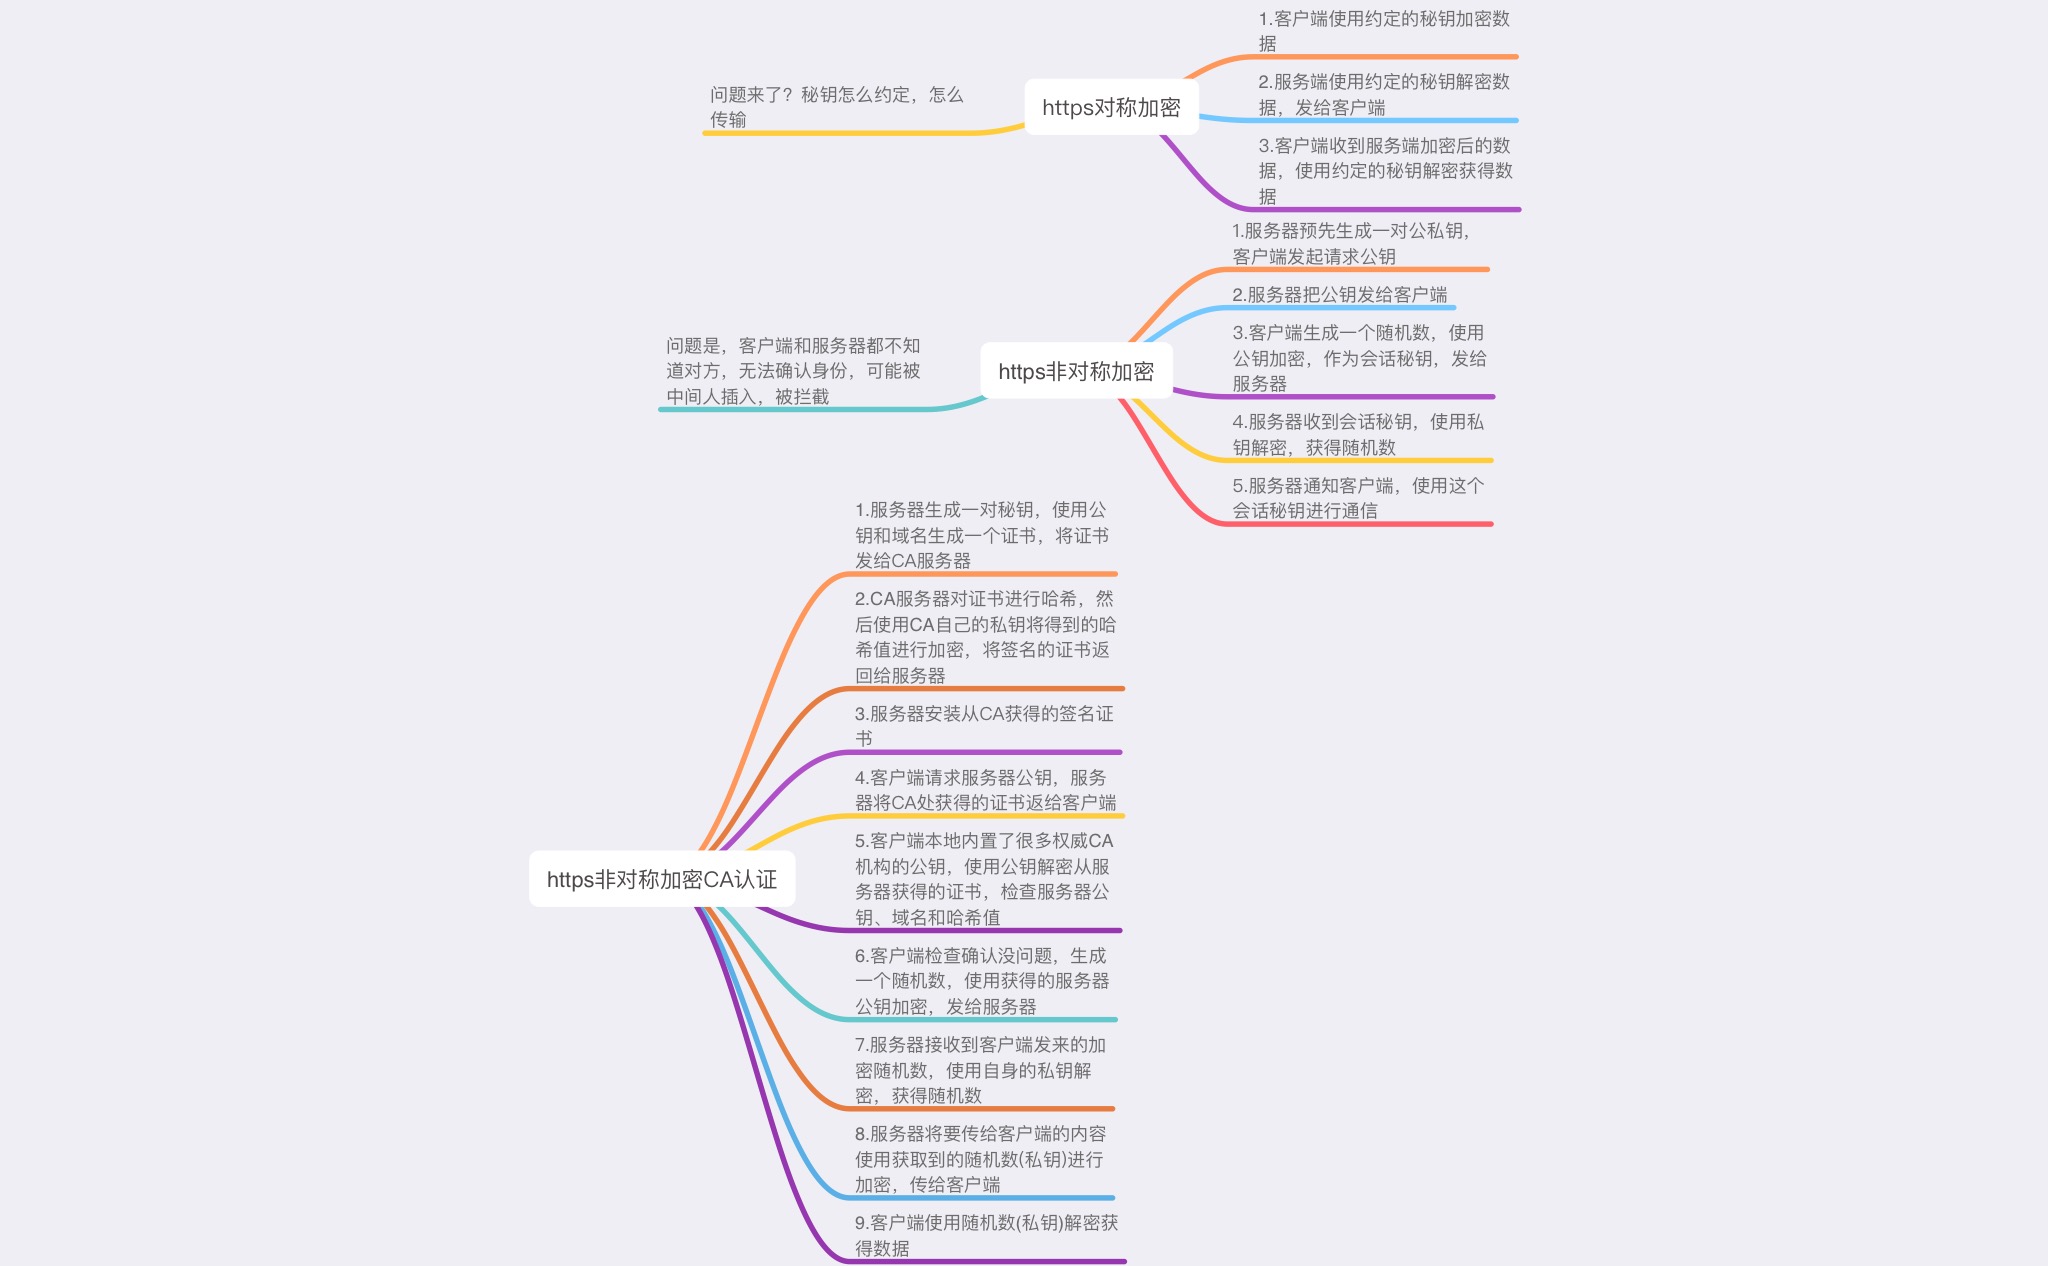 问题来了？秘钥怎么约定，怎么
传输
https对称加密
1.客户端使用约定的秘钥加密数
据
2.服务端使用约定的秘钥解密数
据，发给客户端
3.客户端收到服务端加密后的数
据，使用约定的秘钥解密获得数
据
问题是，客户端和服务器都不知
道对方，无法确认身份，可能被
中间人插入，被拦截
https非对称加密
1.服务器预先生成一对公私钥，
客户端发起请求公钥
2.服务器把公钥发给客户端
3.客户端生成一个随机数，使用
公钥加密，作为会话秘钥，发给
服务器
4.服务器收到会话秘钥，使用私
钥解密，获得随机数
5.服务器通知客户端，使用这个
会话秘钥进行通信
https非对称加密CA认证
1.服务器生成一对秘钥，使用公
钥和域名生成一个证书，将证书
发给CA服务器
2.CA服务器对证书进行哈希，然
后使用CA自己的私钥将得到的哈
希值进行加密，将签名的证书返
回给服务器
3.服务器安装从CA获得的签名证
书
4.客户端请求服务器公钥，服务
器将CA处获得的证书返给客户端
5.客户端本地内置了很多权威CA
机构的公钥，使用公钥解密从服
务器获得的证书，检查服务器公
钥、域名和哈希值
6.客户端检查确认没问题，生成
一个随机数，使用获得的服务器
公钥加密，发给服务器
7.服务器接收到客户端发来的加
密随机数，使用自身的私钥解
密，获得随机数
8.服务器将要传给客户端的内容
使用获取到的随机数(私钥)进行
加密，传给客户端
9.客户端使用随机数(私钥)解密获
得数据